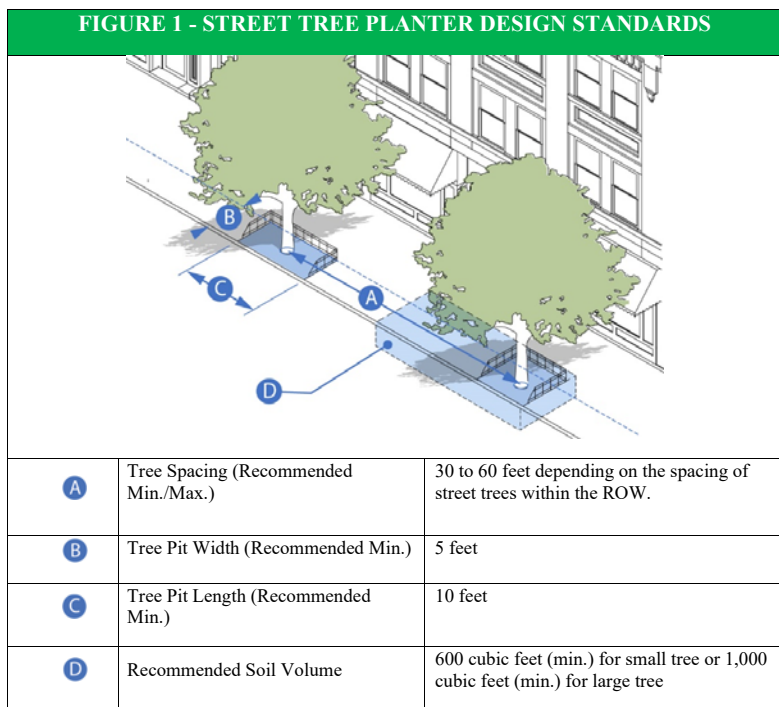 FIGURE 1 - STREET TREE PLANTER DESIGN STANDARDS
B
C
A
D
A
Tree Spacing (Recommended
Min./Max.)
30 to 60 feet depending on the spacing of
street trees within the ROW.
B
Tree Pit Width (Recommended Min.)
5 feet
C
Tree Pit Length (Recommended
Min.)
10 feet
D
Recommended Soil Volume
600 cubic feet (min.) for small tree or 1,000
cubic feet (min.) for large tree